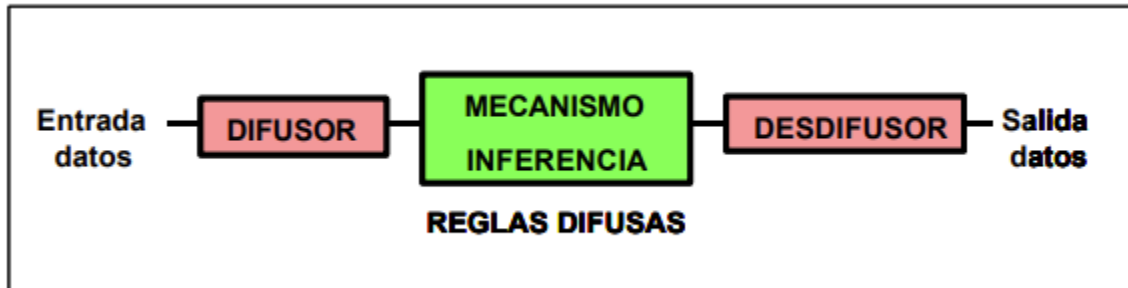 Entrada
datos
DIFUSOR
MECANISMO
INFERENCIA
DESDIFUSOR
Salida
datos
REGLAS DIFUSAS